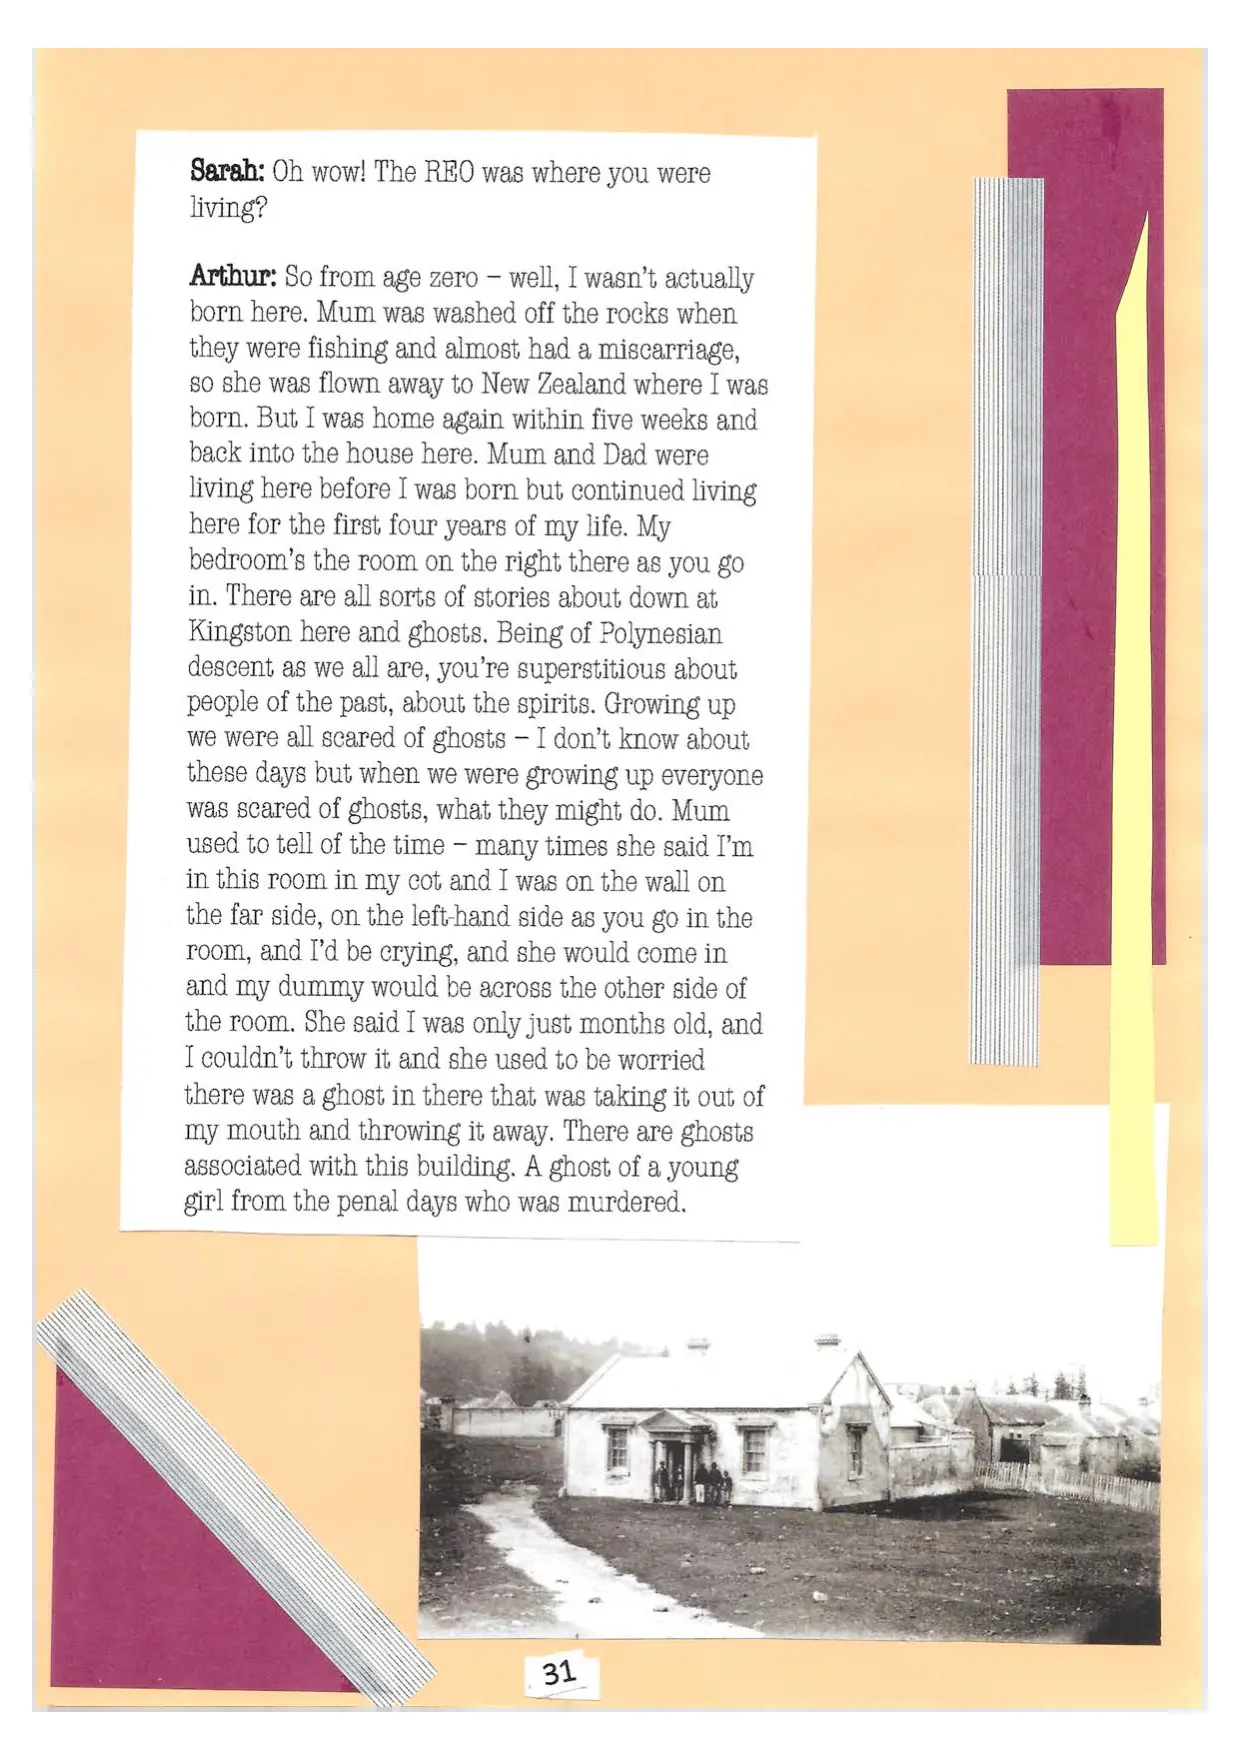 Sarah: Oh wow! The REO was where you were
living?
Arthur: So from age zero – well, I wasn't actually
born here. Mum was washed off the rocks when
they were fishing and almost had a miscarriage,
so she was flown away to New Zealand where I was
born. But I was home again within five weeks and
back into the house here. Mum and Dad were
living here before I was born but continued living
here for the first four years of my life. My
bedroom's the room on the right there as you go
in. There are all sorts of stories about down at
Kingston here and ghosts. Being of Polynesian
descent as we all are, you're superstitious about
people of the past, about the spirits. Growing up
we were all scared of ghosts – I don't know about
these days but when we were growing up everyone
was scared of ghosts, what they might do. Mum
used to tell of the time – many times she said I'm
in this room in my cot and I was on the wall on
the far side, on the left-hand side as you go in the
room, and I'd be crying, and she would come in
and my dummy would be across the other side of
the room. She said I was only just months old, and
I couldn't throw it and she used to be worried
there was a ghost in there that was taking it out of
my mouth and throwing it away. There are ghosts
associated with this building. A ghost of a young
girl from the penal days who was murdered.
31